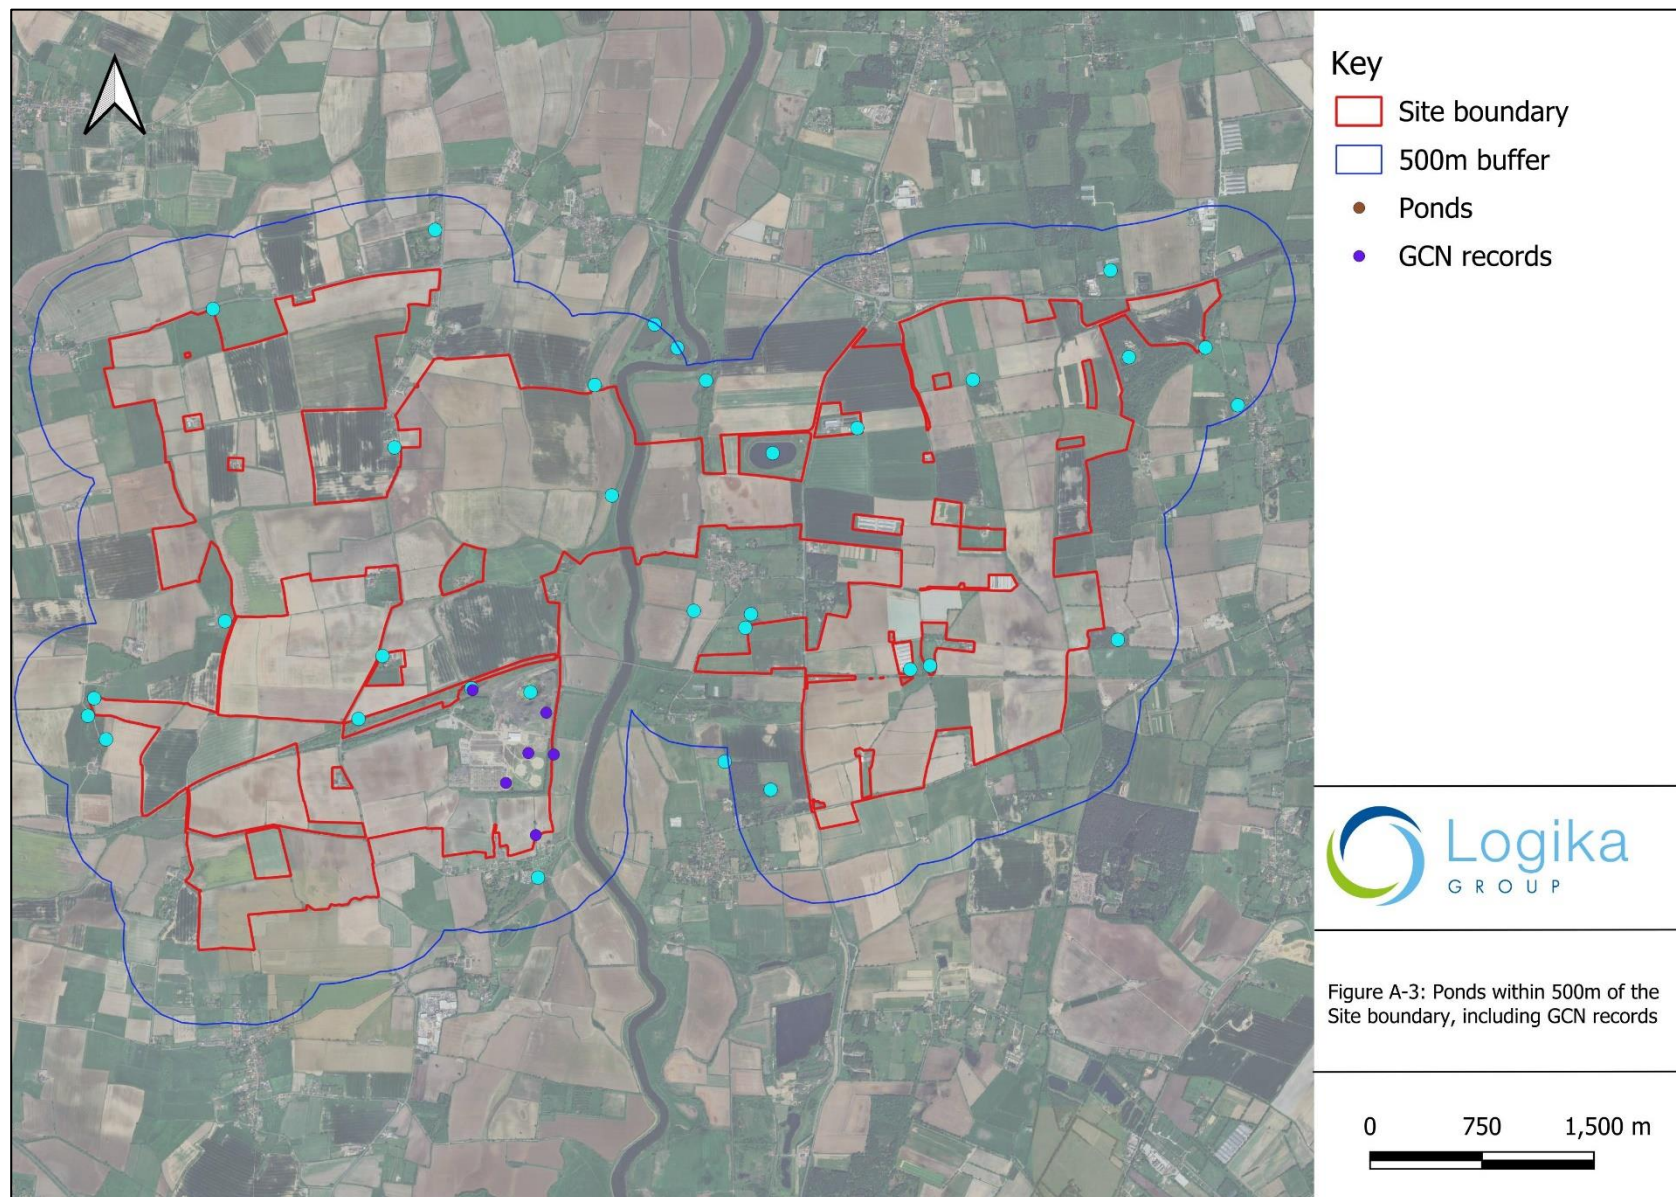 Key
Site boundary
500m buffer
Ponds
GCN records
Logika
GROUP
Figure A-3: Ponds within 500m of the
Site boundary, including GCN records
0 750 1,500 m